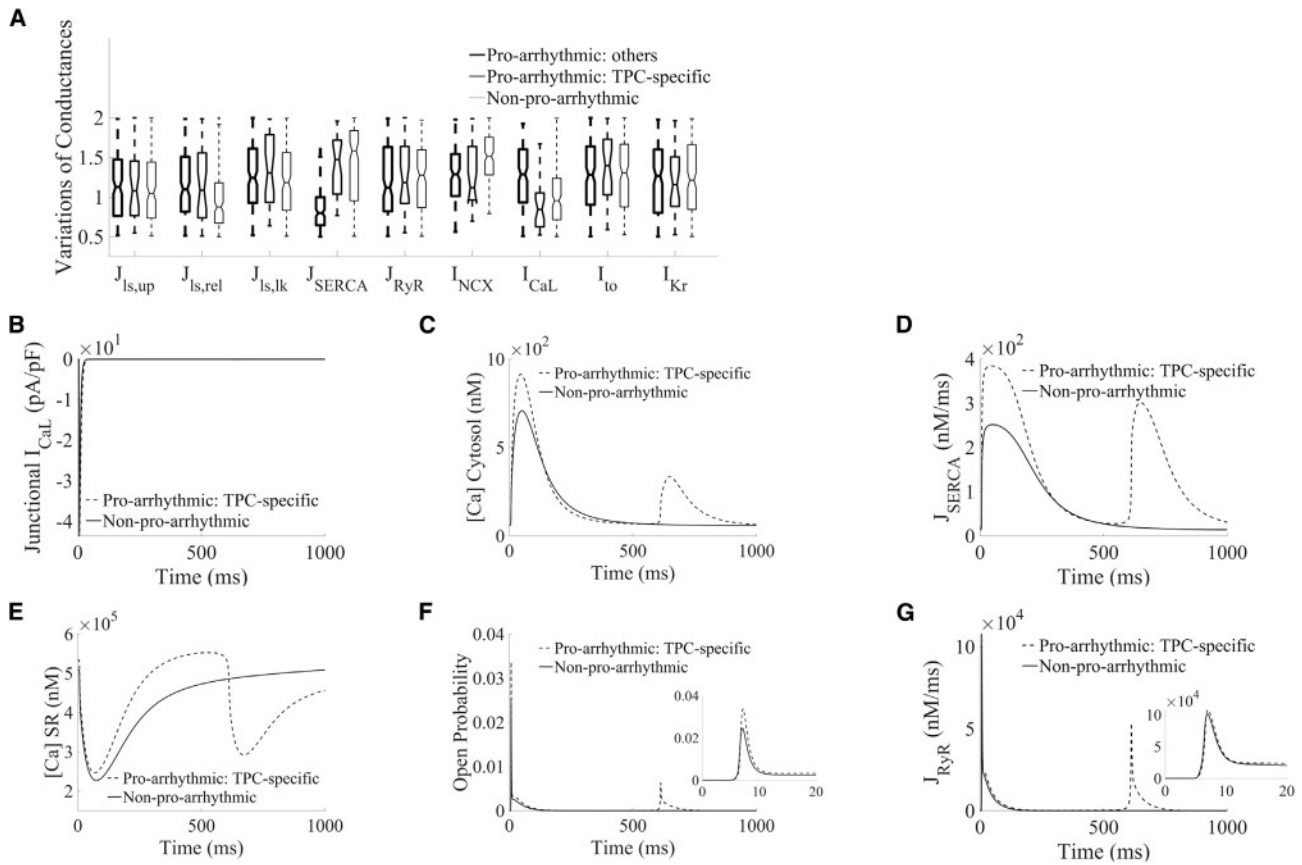 A
Variations of Conductances
Pro-arrhythmic: others
Pro-arrhythmic: TPC-specific
Non-pro-arrhythmic
2
1.5
1
0.5
J_ls,up J_ls,rel J_ls,lk J_SERCA J_RyR I_NCX I_CaL I_to I_Kr
B
×10^1
Junctional I_CaL (pA/pF)
0
-1
-2
-3
-4
Pro-arrhythmic: TPC-specific
Non-pro-arrhythmic
0 500 1000
Time (ms)
C
×10^2
[Ca] Cytosol (nM)
10
5
0
Pro-arrhythmic: TPC-specific
Non-pro-arrhythmic
0 500 1000
Time (ms)
D
×10^2
J_SERCA (nM/ms)
4
3
2
1
0
Pro-arrhythmic: TPC-specific
Non-pro-arrhythmic
0 500 1000
Time (ms)
E
×10^5
[Ca] SR (nM)
6
5
4
3
2
Pro-arrhythmic: TPC-specific
Non-pro-arrhythmic
0 500 1000
Time (ms)
F
Open Probability
0.04
0.03
0.02
0.01
0
Pro-arrhythmic: TPC-specific
Non-pro-arrhythmic
0.04
0.02
0
0 10 20
0 500 1000
Time (ms)
G
×10^4
J_RyR (nM/ms)
10
5
0
Pro-arrhythmic: TPC-specific
Non-pro-arrhythmic
×10^4
10
5
0
0 10 20
0 500 1000
Time (ms)